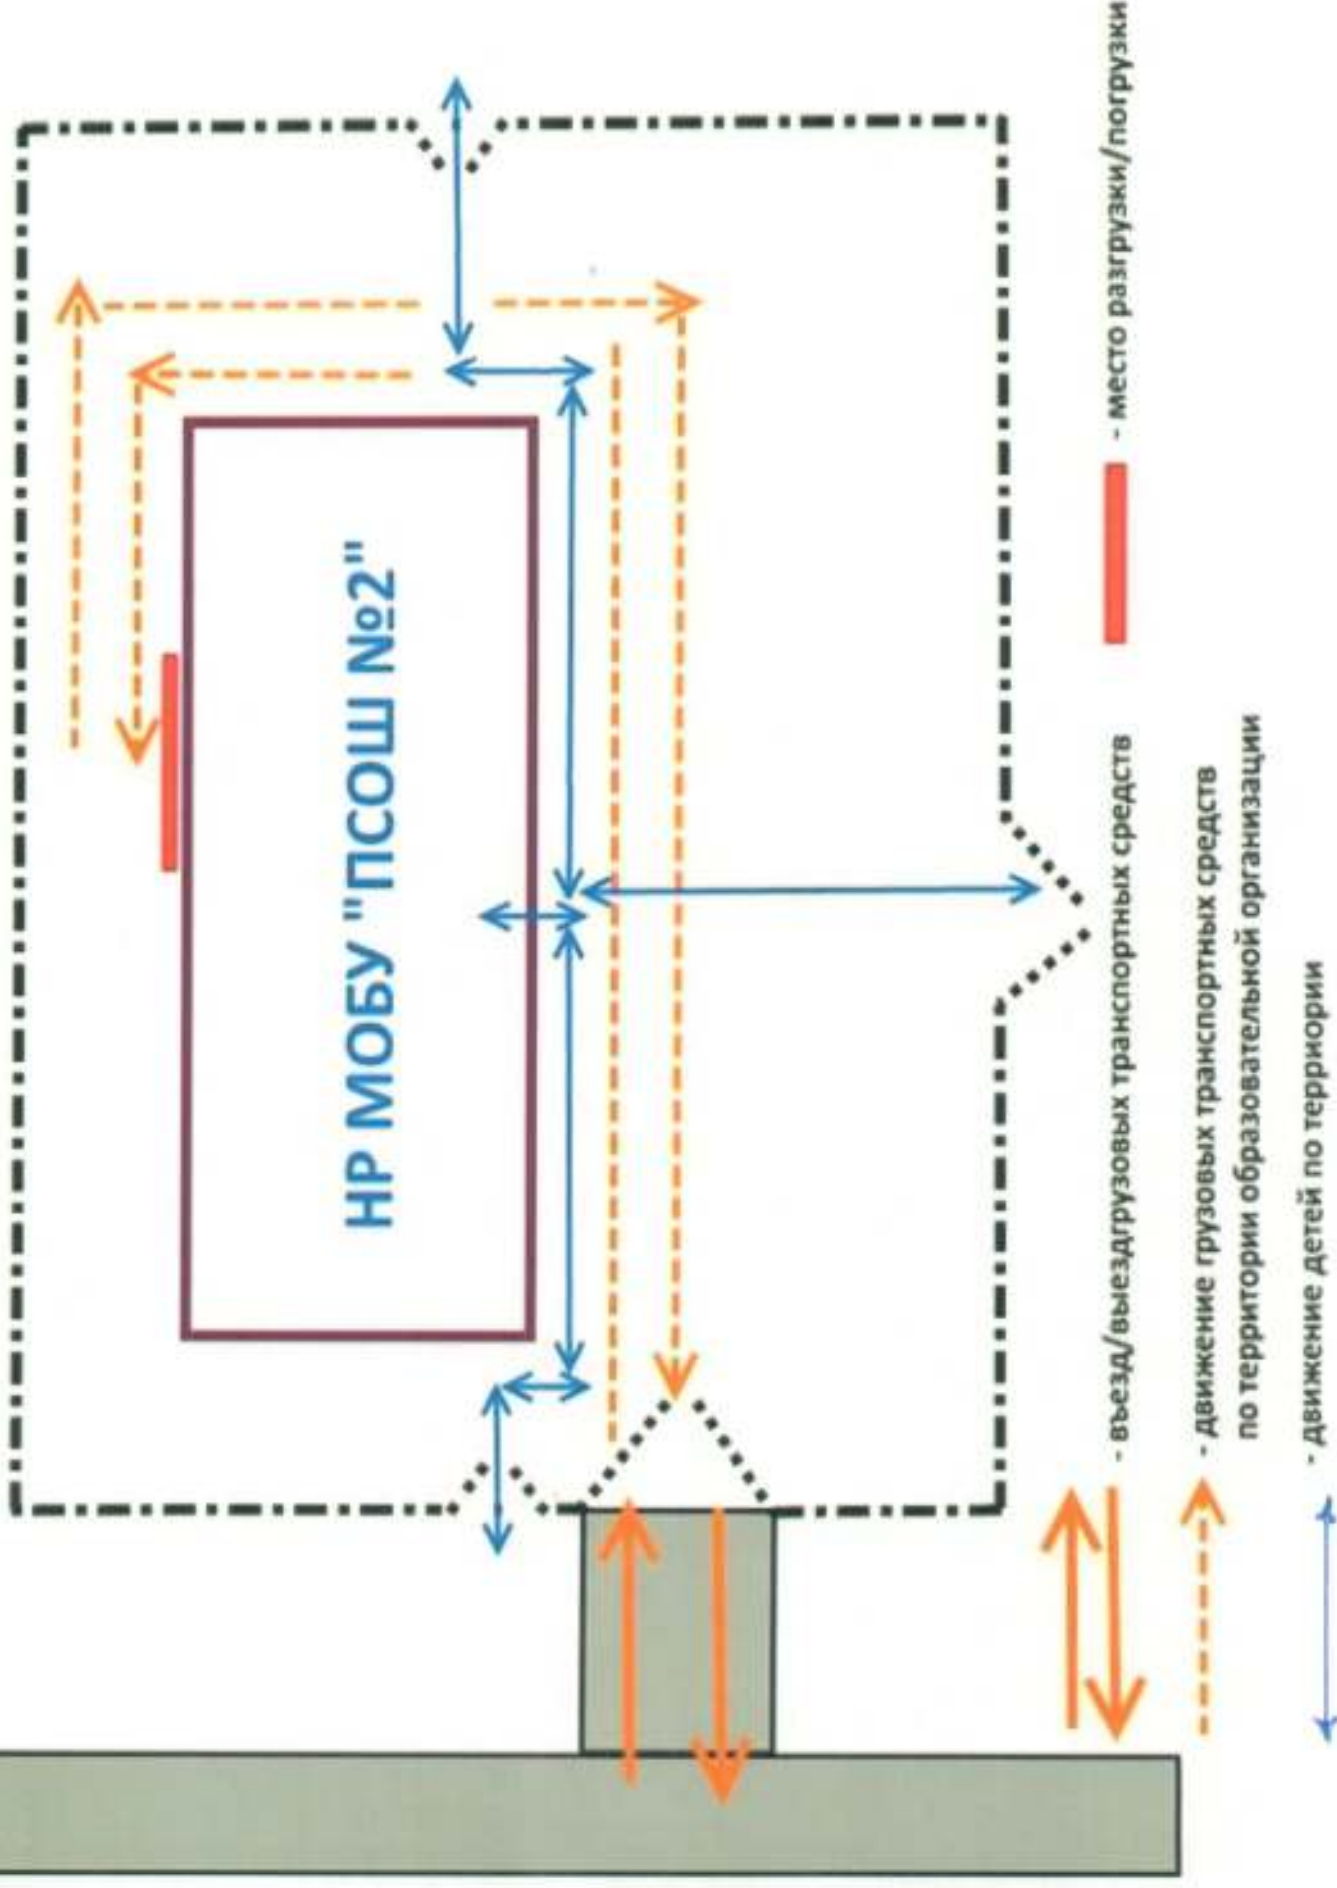 НР МОБУ "ПСОШ №2"
- въезд/выездгрузовых транспортных средств
- место разгрузки/погрузки
- движение грузовых транспортных средств
по территории образовательной организации
- движение детей по терриории